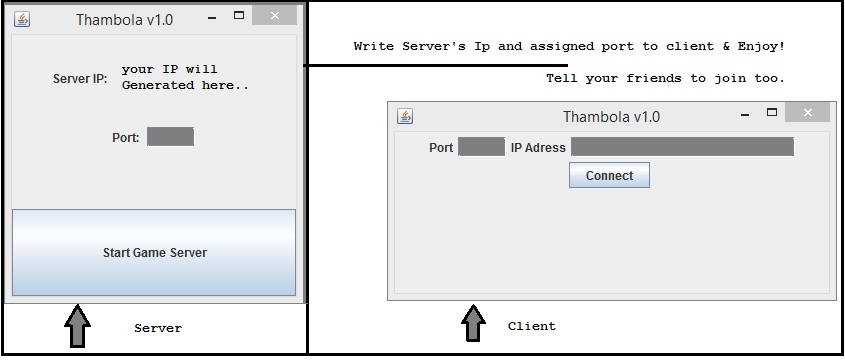 Thambola v1.0
Server IP:
your IP will
Generated here..
Port:
Start Game Server
Server
Write Server's Ip and assigned port to client & Enjoy!
Tell your friends to join too.
Thambola v1.0
Port
IP Adress
Connect
Client